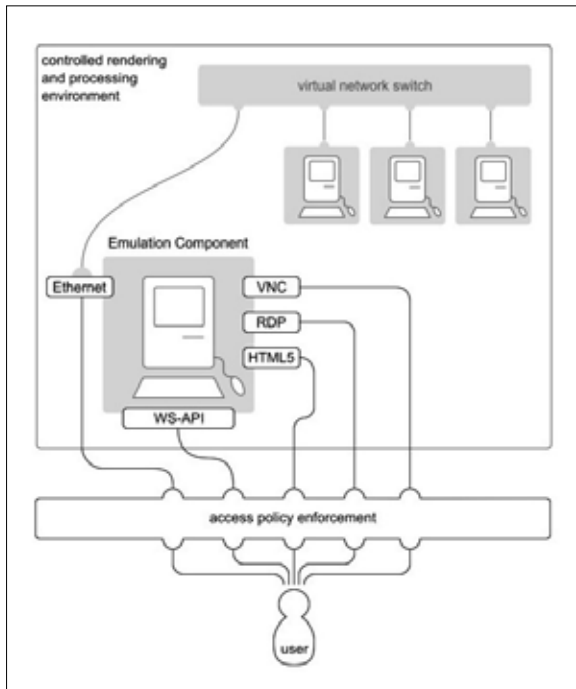 controlled rendering
and processing
environment
virtual network switch
Emulation Component
Ethernet
VNC
RDP
HTML5
WS-API
access policy enforcement
user